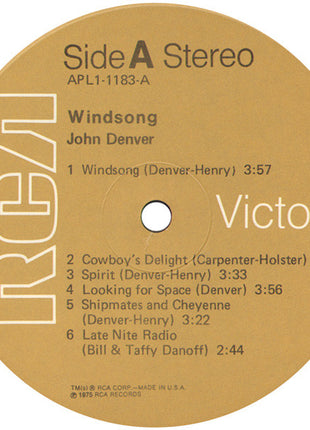 Side A Stereo
APL1-1183-A
Windsong
John Denver
1 Windsong (Denver-Henry) 3:57
RCA
Victo
2 Cowboy's Delight (Carpenter-Holster)
3 Spirit (Denver-Henry) 3:33
4 Looking for Space (Denver) 3:56
5 Shipmates and Cheyenne
(Denver-Henry) 3:22
6 Late Nite Radio
(Bill & Taffy Danoff) 2:44
TM(s) ® RCA CORP.—MADE IN U.S.A.
℗ 1975 RCA RECORDS